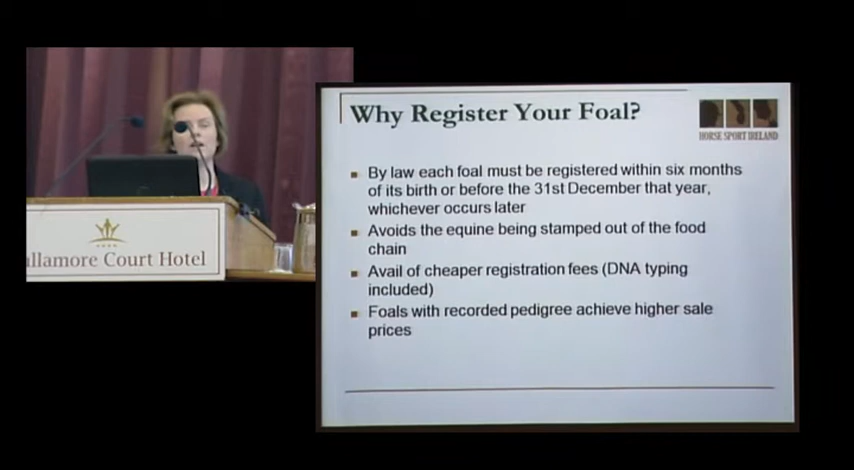 Why Register Your Foal?
HORSE SPORT IRELAND
By law each foal must be registered within six months
of its birth or before the 31st December that year,
whichever occurs later
Avoids the equine being stamped out of the food
chain
Avail of cheaper registration fees (DNA typing
included)
Foals with recorded pedigree achieve higher sale
prices
llamore Court Hotel